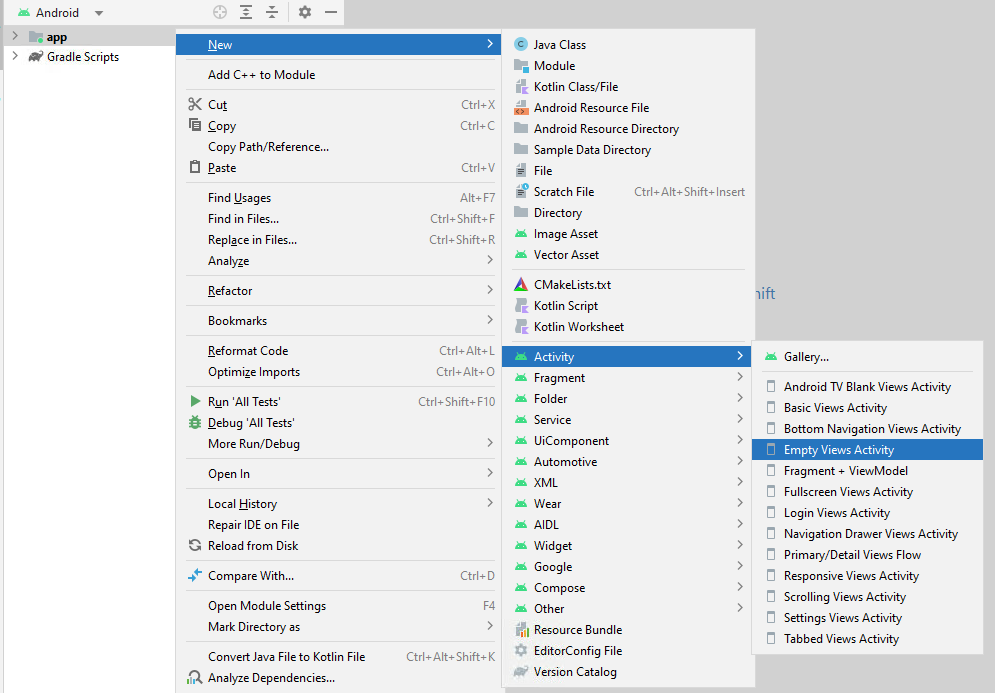 Android
app
Gradle Scripts
New
Add C++ to Module
Cut Ctrl+X
Copy Ctrl+C
Copy Path/Reference...
Paste Ctrl+V
Find Usages Alt+F7
Find in Files... Ctrl+Shift+F
Replace in Files... Ctrl+Shift+R
Analyze
Refactor
Bookmarks
Reformat Code Ctrl+Alt+L
Optimize Imports Ctrl+Alt+O
Run 'All Tests' Ctrl+Shift+F10
Debug 'All Tests'
More Run/Debug
Open In
Local History
Repair IDE on File
Reload from Disk
Compare With... Ctrl+D
Open Module Settings F4
Mark Directory as
Convert Java File to Kotlin File Ctrl+Alt+Shift+K
Analyze Dependencies...
Java Class
Module
Kotlin Class/File
Android Resource File
Android Resource Directory
Sample Data Directory
File
Scratch File Ctrl+Alt+Shift+Insert
Directory
Image Asset
Vector Asset
CMakeLists.txt
Kotlin Script
Kotlin Worksheet
Activity
Fragment
Folder
Service
UiComponent
Automotive
XML
Wear
AIDL
Widget
Google
Compose
Other
Resource Bundle
EditorConfig File
Version Catalog
hift
Gallery...
Android TV Blank Views Activity
Basic Views Activity
Bottom Navigation Views Activity
Empty Views Activity
Fragment + ViewModel
Fullscreen Views Activity
Login Views Activity
Navigation Drawer Views Activity
Primary/Detail Views Flow
Responsive Views Activity
Scrolling Views Activity
Settings Views Activity
Tabbed Views Activity